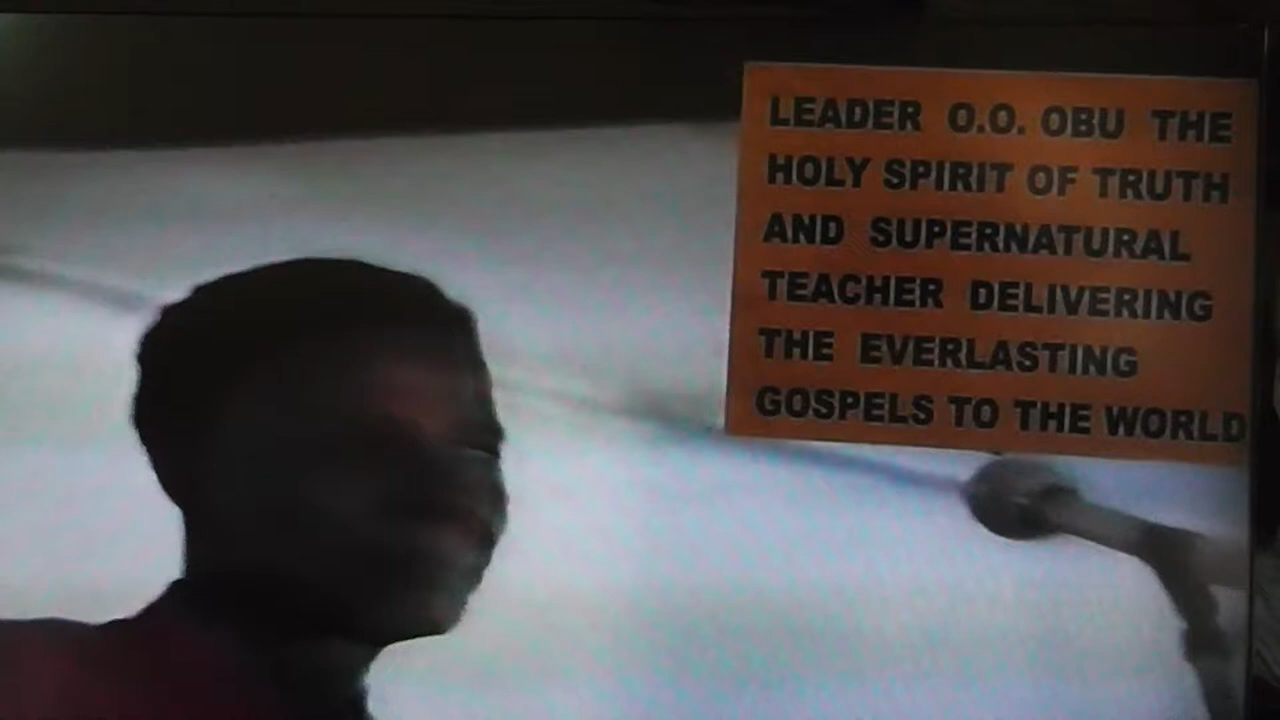 LEADER O.O. OBU THE
HOLY SPIRIT OF TRUTH
AND SUPERNATURAL
TEACHER DELIVERING
THE EVERLASTING
GOSPELS TO THE WORLD